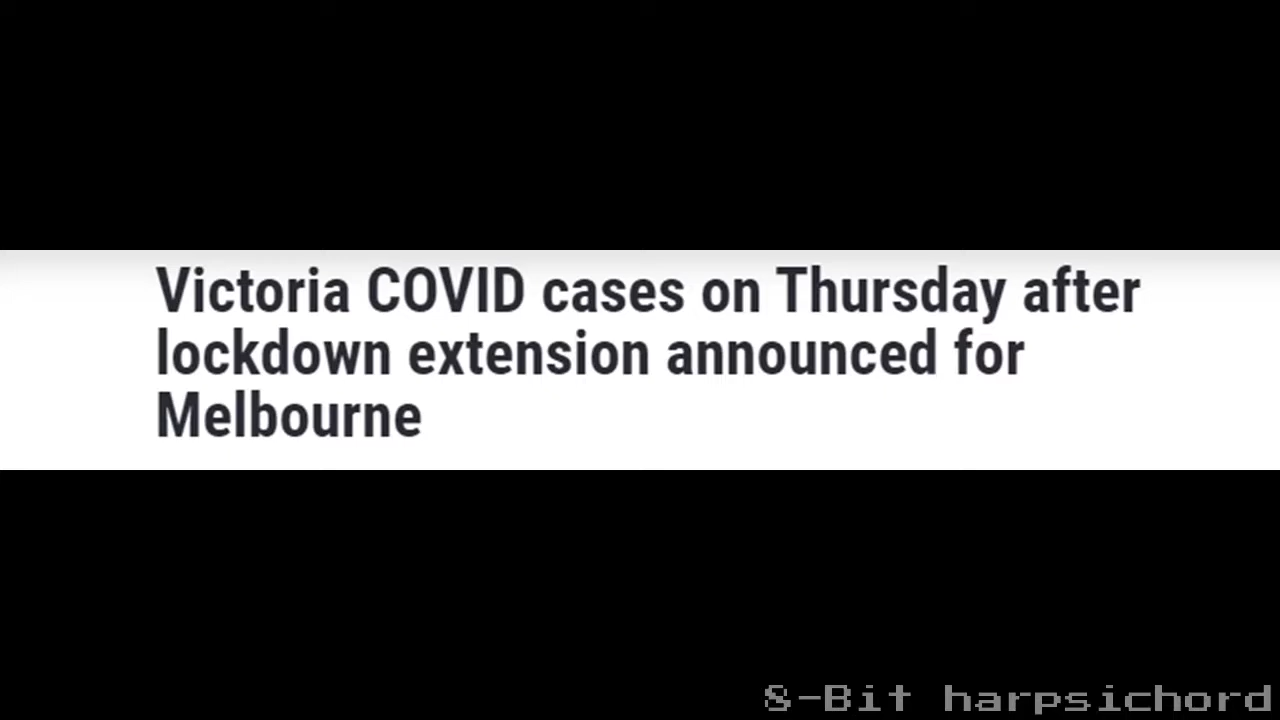 Victoria COVID cases on Thursday after
lockdown extension announced for
Melbourne
8-Bit harpsichord